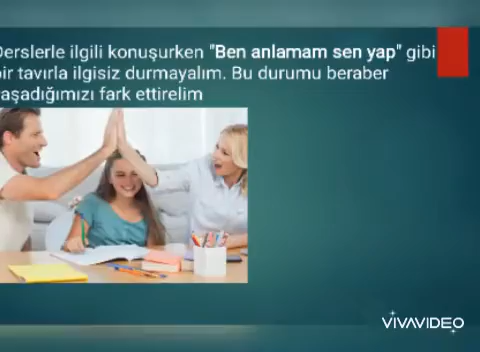 Derslerle ilgili konuşurken "Ben anlamam sen yap" gibi
bir tavırla ilgisiz durmayalım. Bu durumu beraber
yaşadığımızı fark ettirelim
VIVAVIDEO